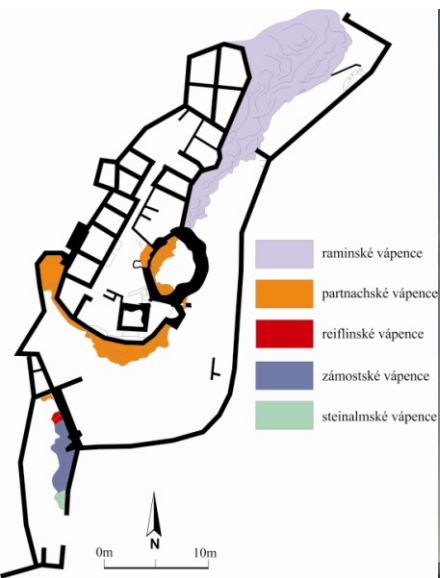 raminské vápence
partnachské vápence
reiflinské vápence
zámostské vápence
steinalmské vápence
N
0m
10m